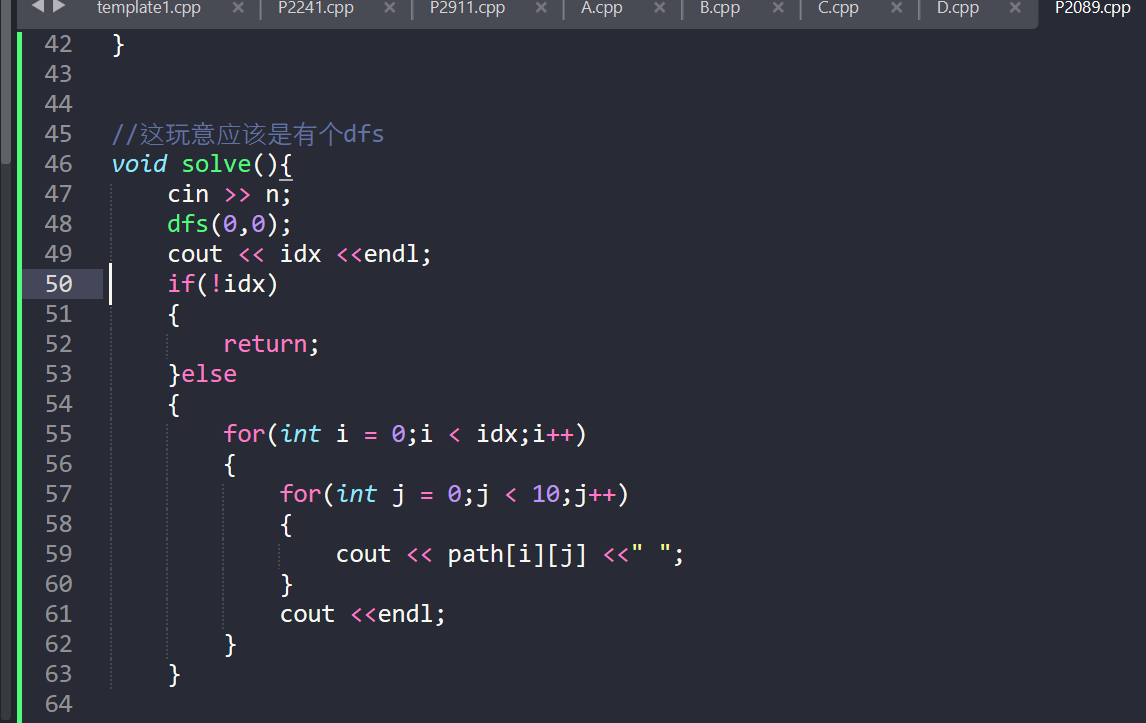 template1.cpp × P2241.cpp × P2911.cpp × A.cpp × B.cpp × C.cpp × D.cpp × P2089.cpp
42 }
43
44
45 //这玩意应该是有个dfs
46 void solve(){
47 cin >> n;
48 dfs(0,0);
49 cout << idx <<endl;
50 if(!idx)
51 {
52 return;
53 }else
54 {
55 for(int i = 0;i < idx;i++)
56 {
57 for(int j = 0;j < 10;j++)
58 {
59 cout << path[i][j] <<" ";
60 }
61 cout <<endl;
62 }
63 }
64